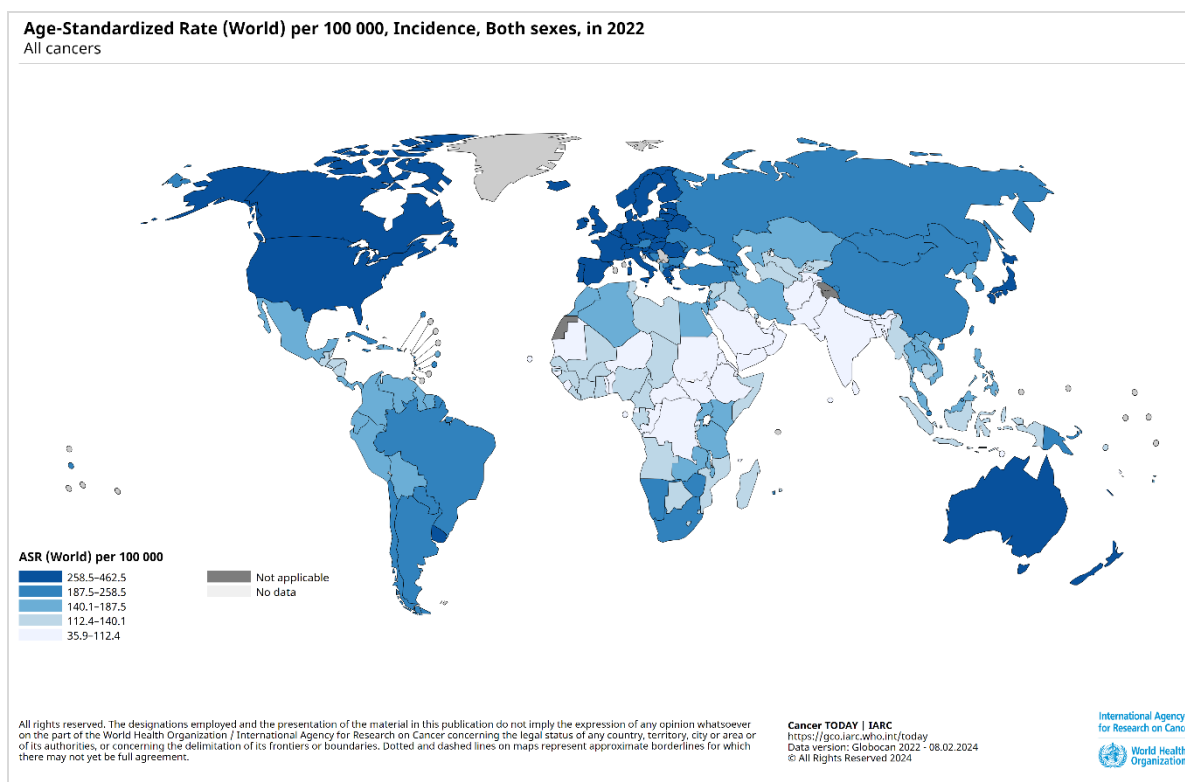 Age-Standardized Rate (World) per 100 000, Incidence, Both sexes, in 2022
All cancers
ASR (World) per 100 000
258.5–462.5
187.5–258.5
140.1–187.5
112.4–140.1
35.9–112.4
Not applicable
No data
All rights reserved. The designations employed and the presentation of the material in this publication do not imply the expression of any opinion whatsoever
on the part of the World Health Organization / International Agency for Research on Cancer concerning the legal status of any country, territory, city or area or
of its authorities, or concerning the delimitation of its frontiers or boundaries. Dotted and dashed lines on maps represent approximate borderlines for which
there may not yet be full agreement.
Cancer TODAY | IARC
https://gco.iarc.who.int/today
Data version: Globocan 2022 - 08.02.2024
© All Rights Reserved 2024
International Agency
for Research on Canc
World Health
Organization